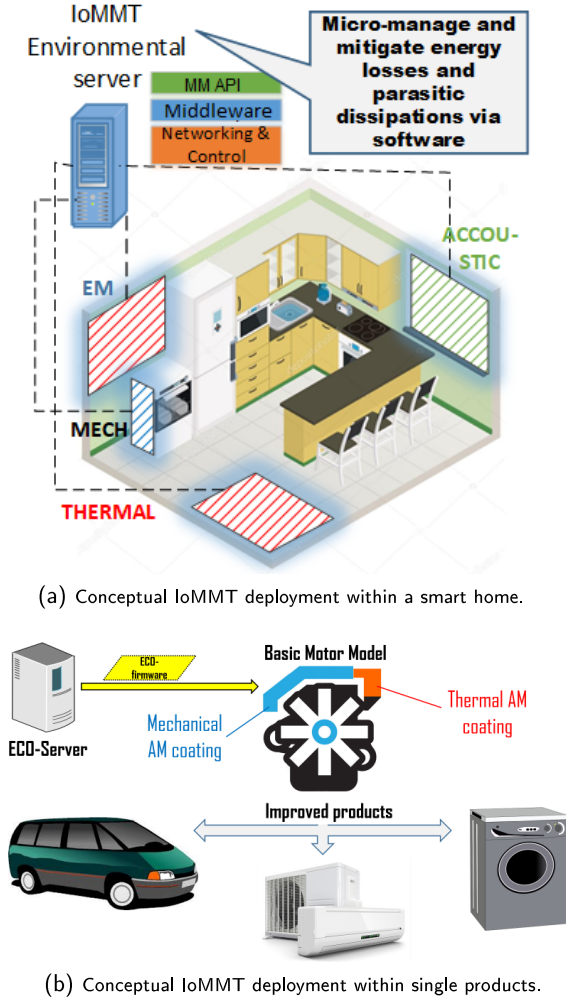 IoMMT
Environmental
server
Micro-manage and
mitigate energy
losses and
parasitic
dissipations via
software
MM API
Middleware
Networking &
Control
ACCOU-
STIC
EM
MECH
THERMAL
(a) Conceptual IoMMT deployment within a smart home.
ECO-
firmware
Basic Motor Model
ECO-Server
Mechanical
AM coating
Thermal AM
coating
Improved products
(b) Conceptual IoMMT deployment within single products.